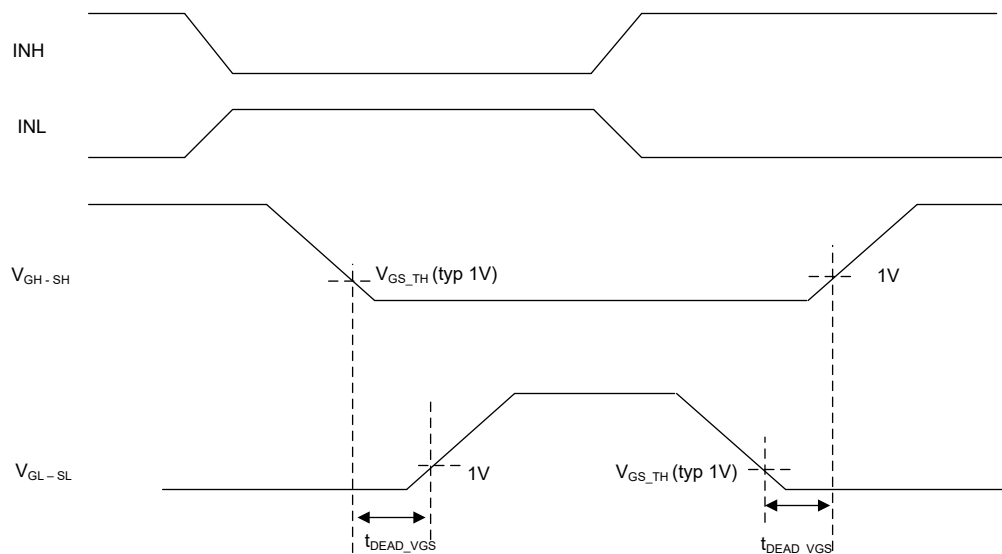 INH
INL
VGH - SH
VGS_TH (typ 1V)
1V
VGL – SL
1V
VGS_TH (typ 1V)
tDEAD_VGS
tDEAD_VGS